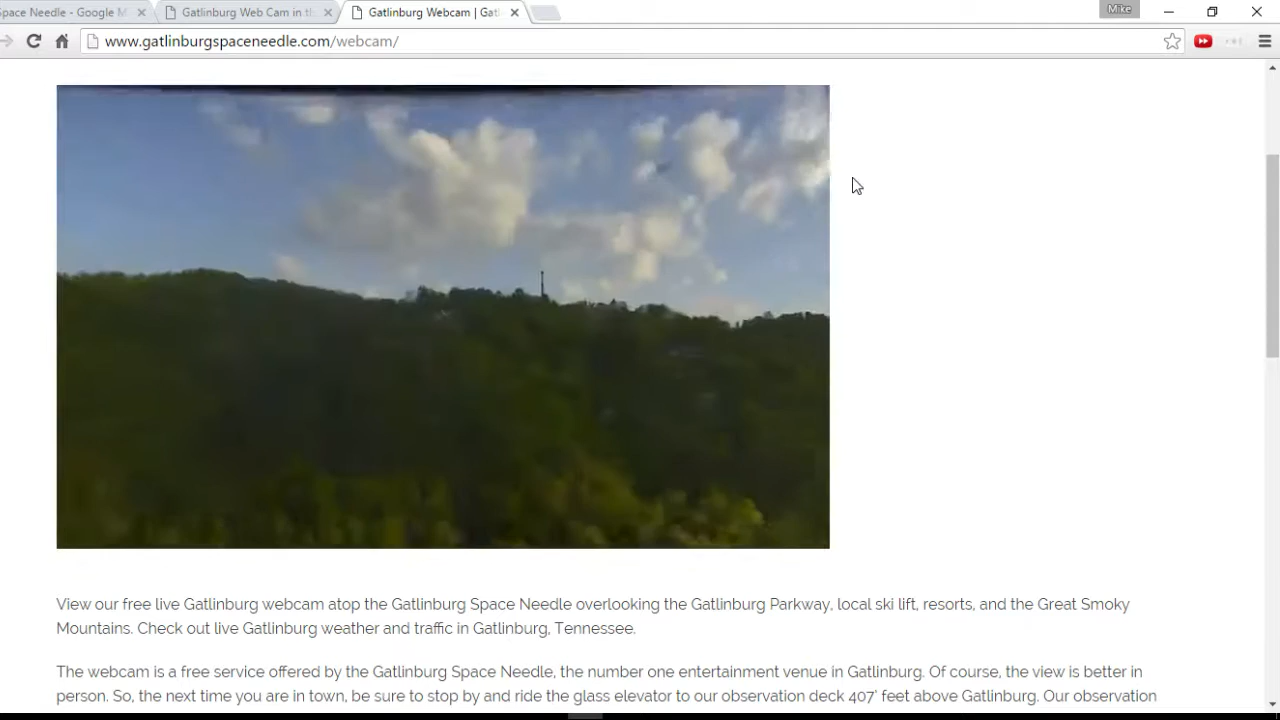 Space Needle - Google M
Gatlinburg Web Cam in th
Gatlinburg Webcam | Gatl
Mike
www.gatlinburgspaceneedle.com/webcam/
View our free live Gatlinburg webcam atop the Gatlinburg Space Needle overlooking the Gatlinburg Parkway, local ski lift, resorts, and the Great Smoky
Mountains. Check out live Gatlinburg weather and traffic in Gatlinburg, Tennessee.
The webcam is a free service offered by the Gatlinburg Space Needle, the number one entertainment venue in Gatlinburg. Of course, the view is better in
person. So, the next time you are in town, be sure to stop by and ride the glass elevator to our observation deck 407' feet above Gatlinburg. Our observation